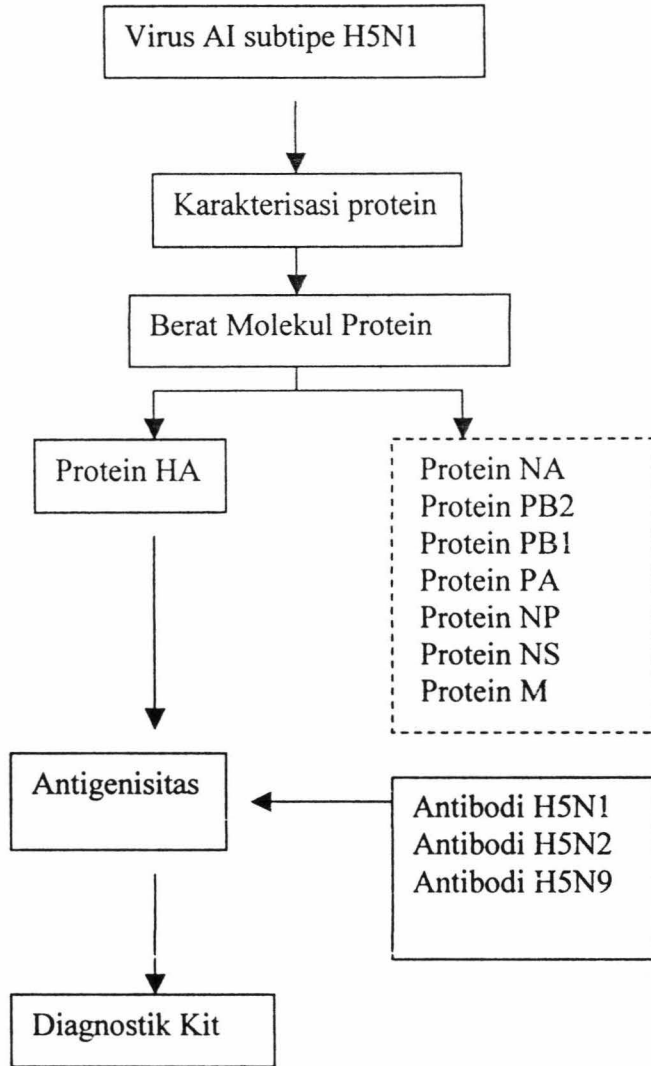 Virus AI subtipe H5N1
Karakterisasi protein
Berat Molekul Protein
Protein HA
Protein NA
Protein PB2
Protein PB1
Protein PA
Protein NP
Protein NS
Protein M
Antigenisitas
Antibodi H5N1
Antibodi H5N2
Antibodi H5N9
Diagnostik Kit